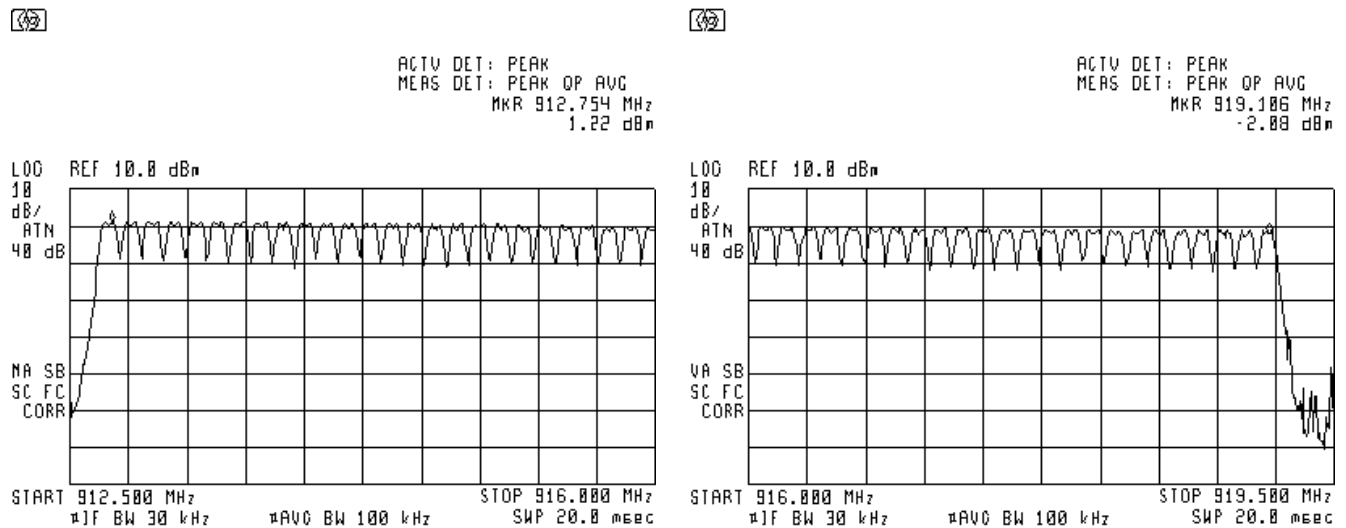 ACTV DET: PEAK
MEAS DET: PEAK QP AVG
MKR 912.754 MHz
1.22 dBm
LOG REF 10.0 dBm
10
dB/
ATN
40 dB
MA SB
SC FC
CORR
START 912.500 MHz STOP 916.000 MHz
#IF BW 30 kHz #AVG BW 100 kHz SWP 20.0 msec
ACTV DET: PEAK
MEAS DET: PEAK QP AVG
MKR 919.106 MHz
-2.08 dBm
LOG REF 10.0 dBm
10
dB/
ATN
40 dB
VA SB
SC FC
CORR
START 916.000 MHz STOP 919.500 MHz
#IF BW 30 kHz #AVG BW 100 kHz SWP 20.0 msec